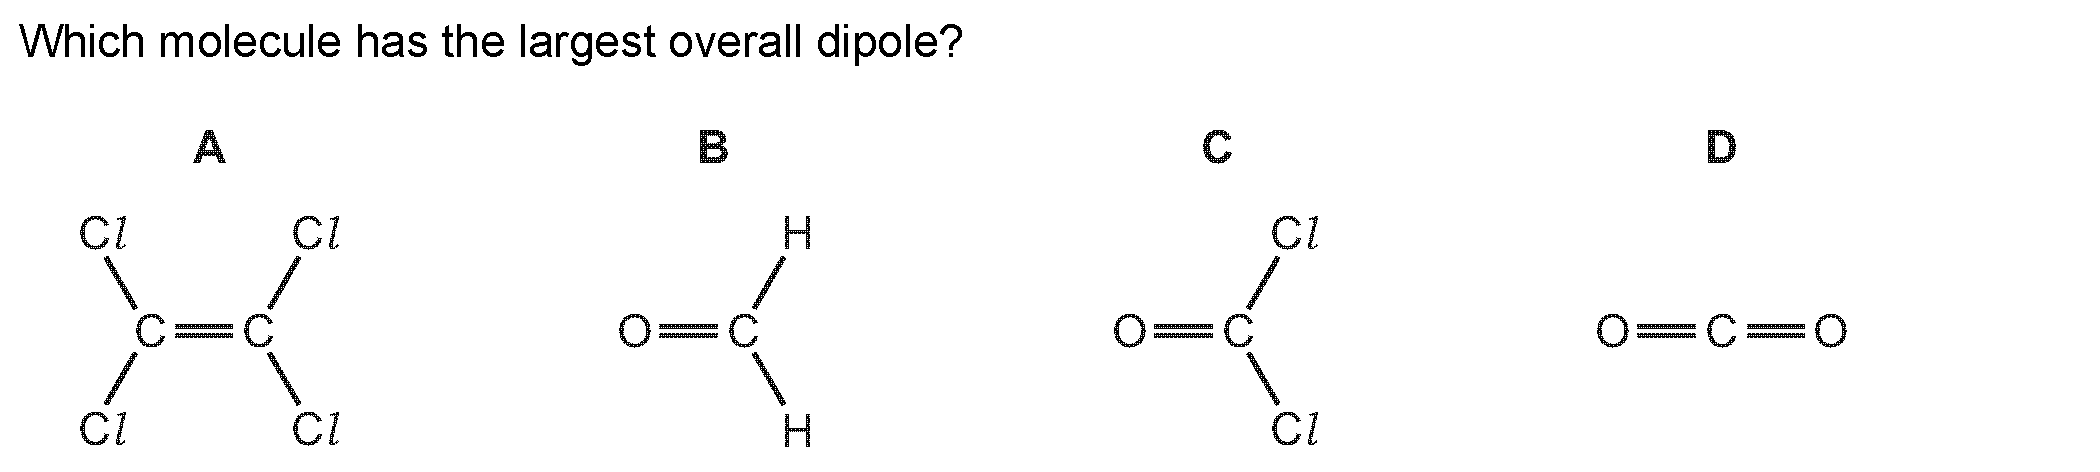 Which molecule has the largest overall dipole?
A B C D
Cl Cl H Cl
C C O C O C O C O
Cl Cl H Cl